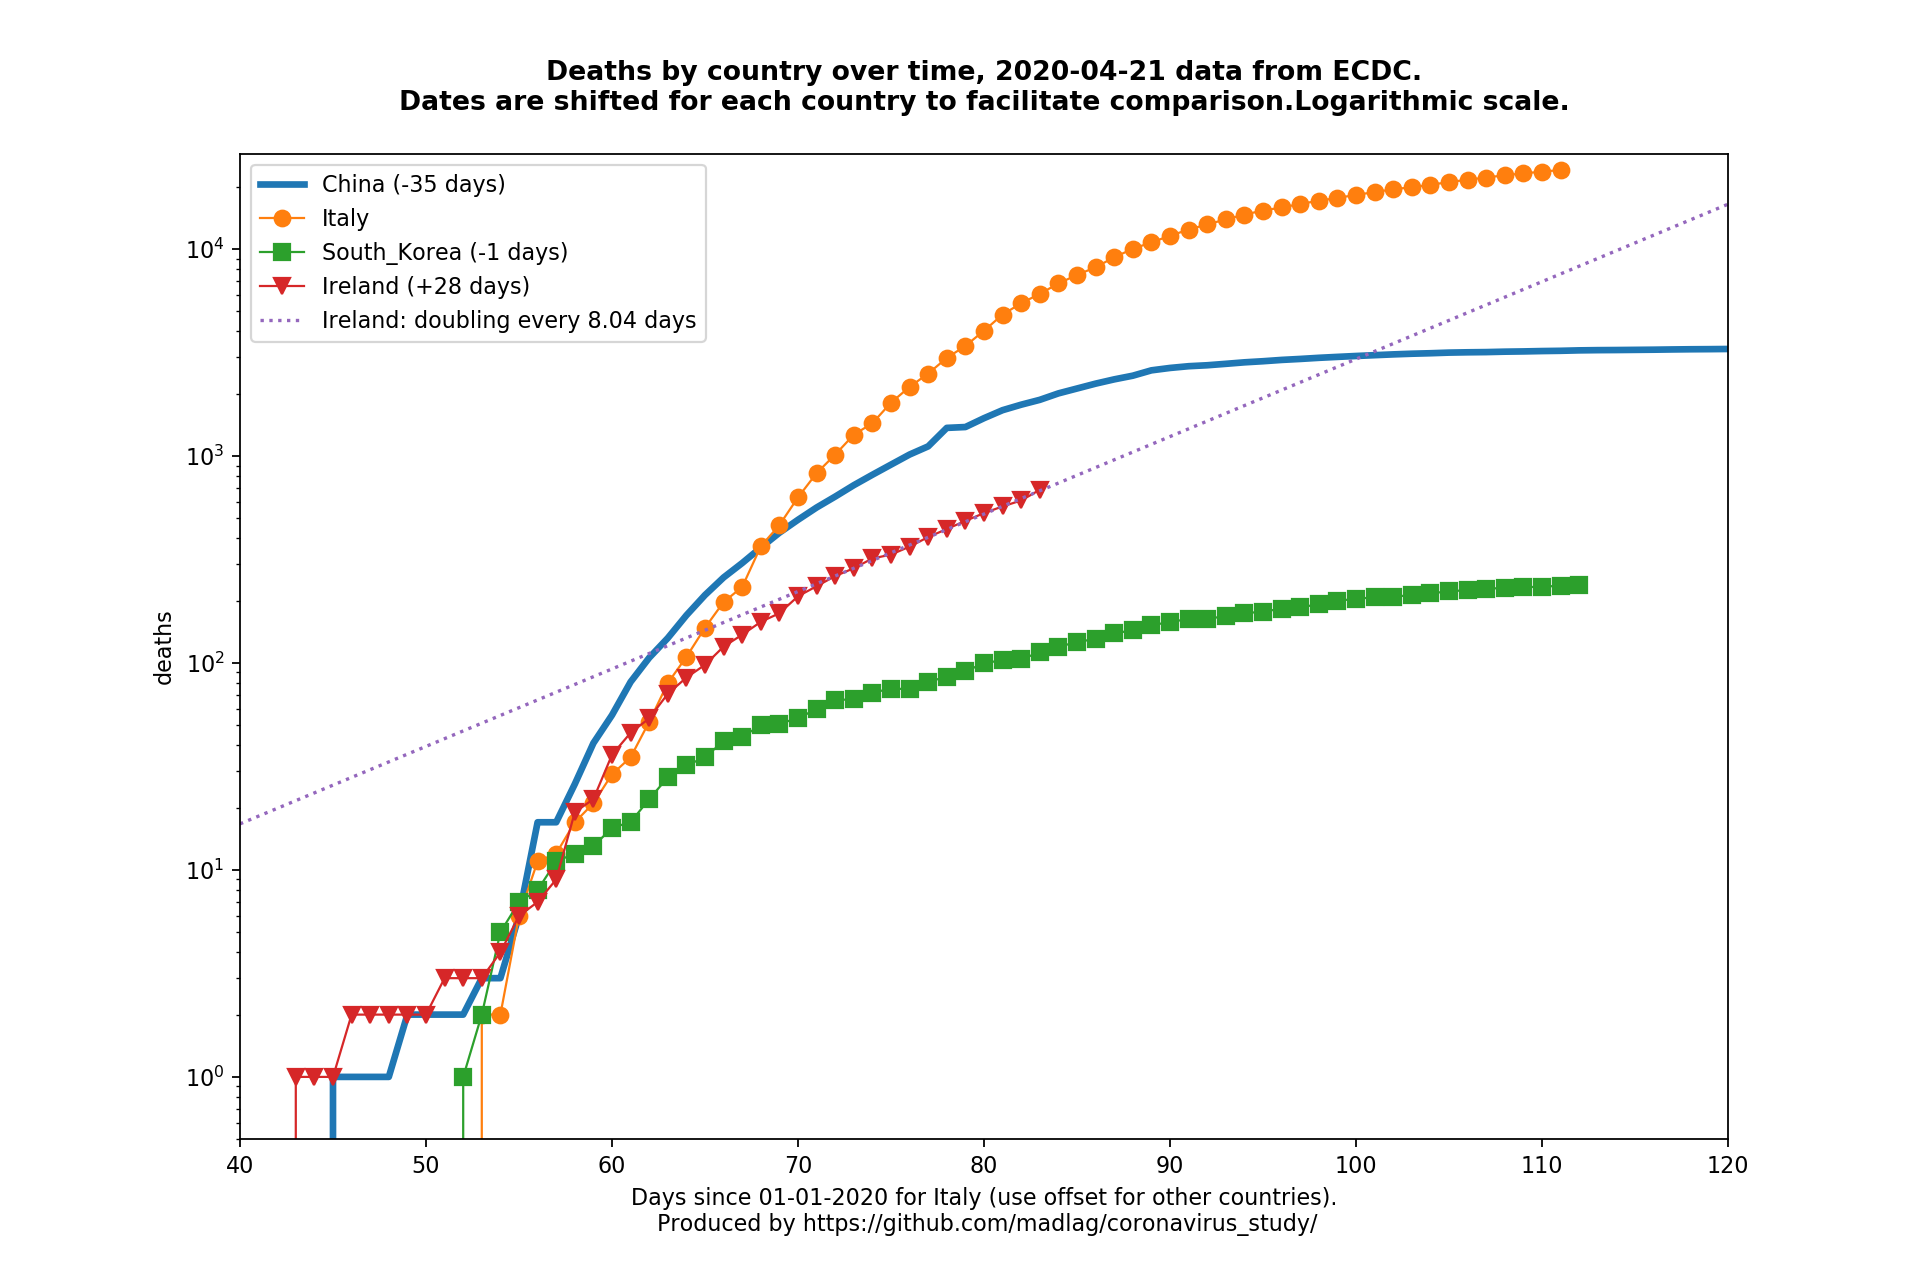 Deaths by country over time, 2020-04-21 data from ECDC.
Dates are shifted for each country to facilitate comparison.Logarithmic scale.
China (-35 days)
Italy
South_Korea (-1 days)
Ireland (+28 days)
Ireland: doubling every 8.04 days
deaths
10⁴
10³
10²
10¹
10⁰
40 50 60 70 80 90 100 110 120
Days since 01-01-2020 for Italy (use offset for other countries).
Produced by https://github.com/madlag/coronavirus_study/